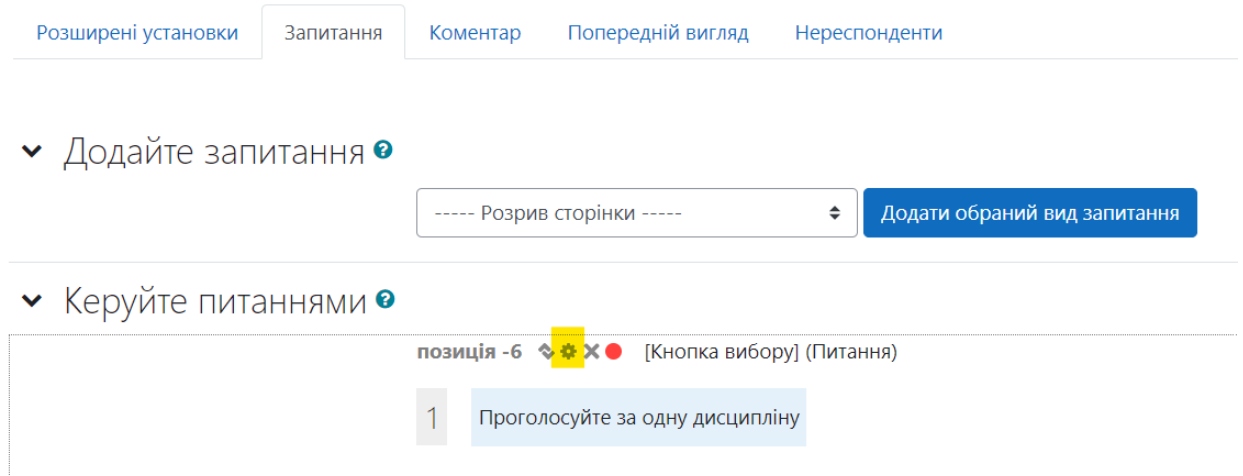 Розширені установки Запитання Коментар Попередній вигляд Нереспонденти
Додайте запитання ?
----- Розрив сторінки ----- Додати обраний вид запитання
Керуйте питаннями ?
позиція -6 [Кнопка вибору] (Питання)
1 Проголосуйте за одну дисципліну